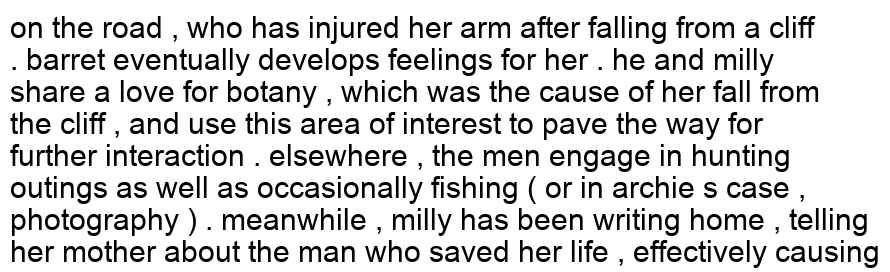 on the road , who has injured her arm after falling from a cliff
. barret eventually develops feelings for her . he and milly
share a love for botany , which was the cause of her fall from
the cliff , and use this area of interest to pave the way for
further interaction . elsewhere , the men engage in hunting
outings as well as occasionally fishing ( or in archie s case ,
photography ) . meanwhile , milly has been writing home , telling
her mother about the man who saved her life , effectively causing